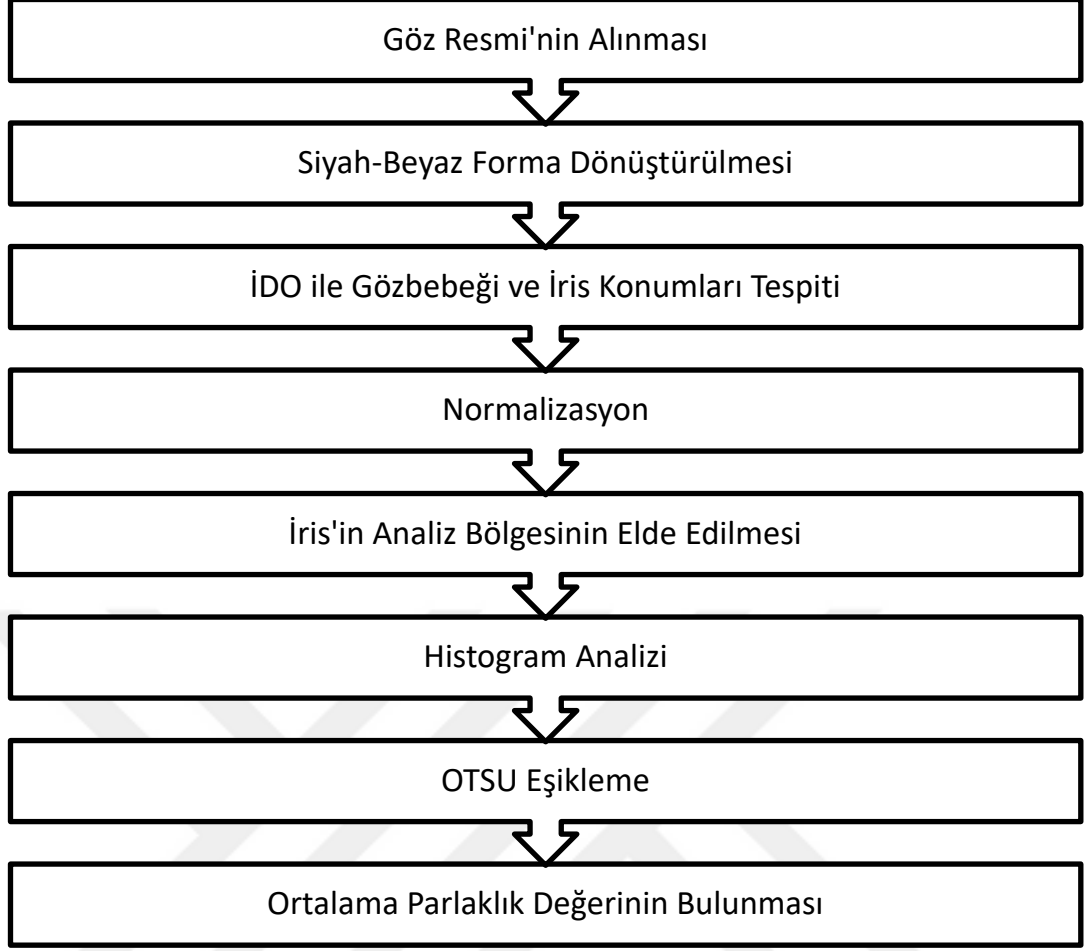 Göz Resmi'nin Alınması
Siyah-Beyaz Forma Dönüştürülmesi
İDO ile Gözbebeği ve İris Konumları Tespiti
Normalizasyon
İris'in Analiz Bölgesinin Elde Edilmesi
Histogram Analizi
OTSU Eşikleme
Ortalama Parlaklık Değerinin Bulunması